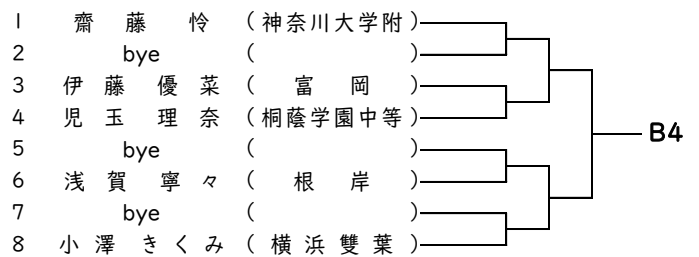 1 齋藤 怜 (神奈川大学附)
2 bye ( )
3 伊藤 優菜 (富岡)
4 児玉 理奈 (桐蔭学園中等)
B4
5 bye ( )
6 浅賀 寧々 (根岸)
7 bye ( )
8 小澤 きくみ (横浜雙葉)